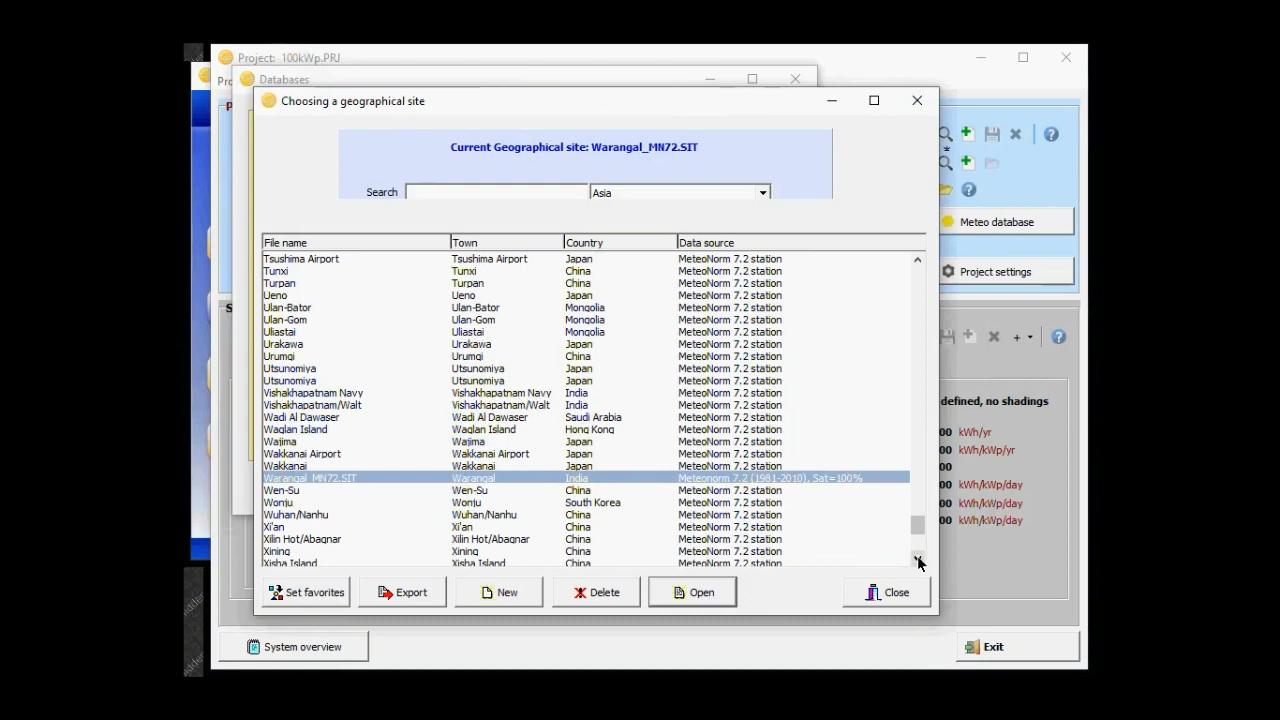 Project: 100kWp.PRJ
Databases
Choosing a geographical site
Current Geographical site: Warangal_MN72.SIT
Search Asia
File name Town Country Data source
Tsushima Airport Tsushima Airport Japan MeteoNorm 7.2 station
Tunxi Tunxi China MeteoNorm 7.2 station
Turpan Turpan China MeteoNorm 7.2 station
Ueno Ueno Japan MeteoNorm 7.2 station
Ulan-Bator Ulan-Bator Mongolia MeteoNorm 7.2 station
Ulan-Gom Ulan-Gom Mongolia MeteoNorm 7.2 station
Uliastai Uliastai Mongolia MeteoNorm 7.2 station
Urakawa Urakawa Japan MeteoNorm 7.2 station
Urumqi Urumqi China MeteoNorm 7.2 station
Utsunomiya Utsunomiya Japan MeteoNorm 7.2 station
Utsunomiya Utsunomiya Japan MeteoNorm 7.2 station
Vishakhapatnam Navy Vishakhapatnam Navy India MeteoNorm 7.2 station
Vishakhapatnam/Walt Vishakhapatnam/Walt India MeteoNorm 7.2 station
Wadi Al Dawaser Wadi Al Dawaser Saudi Arabia MeteoNorm 7.2 station
Waglan Island Waglan Island Hong Kong MeteoNorm 7.2 station
Wajima Wajima Japan MeteoNorm 7.2 station
Wakkanai Airport Wakkanai Airport Japan MeteoNorm 7.2 station
Wakkanai Wakkanai Japan MeteoNorm 7.2 station
Warangal_MN72.SIT Warangal India Meteonorm 7.2 (1981-2010), Sat=100%
Wen-Su Wen-Su China MeteoNorm 7.2 station
Wonju Wonju South Korea MeteoNorm 7.2 station
Wuhan/Nanhu Wuhan/Nanhu China MeteoNorm 7.2 station
Xi'an Xi'an China MeteoNorm 7.2 station
Xilin Hot/Abagnar Xilin Hot/Abagnar China MeteoNorm 7.2 station
Xining Xining China MeteoNorm 7.2 station
Xisha Island Xisha Island China MeteoNorm 7.2 station
Set favorites Export New Delete Open Close
Meteo database
Project settings
defined, no shadings
00 kWh/yr
00 kWh/kWp/yr
00
00 kWh/kWp/day
00 kWh/kWp/day
00 kWh/kWp/day
System overview
Exit